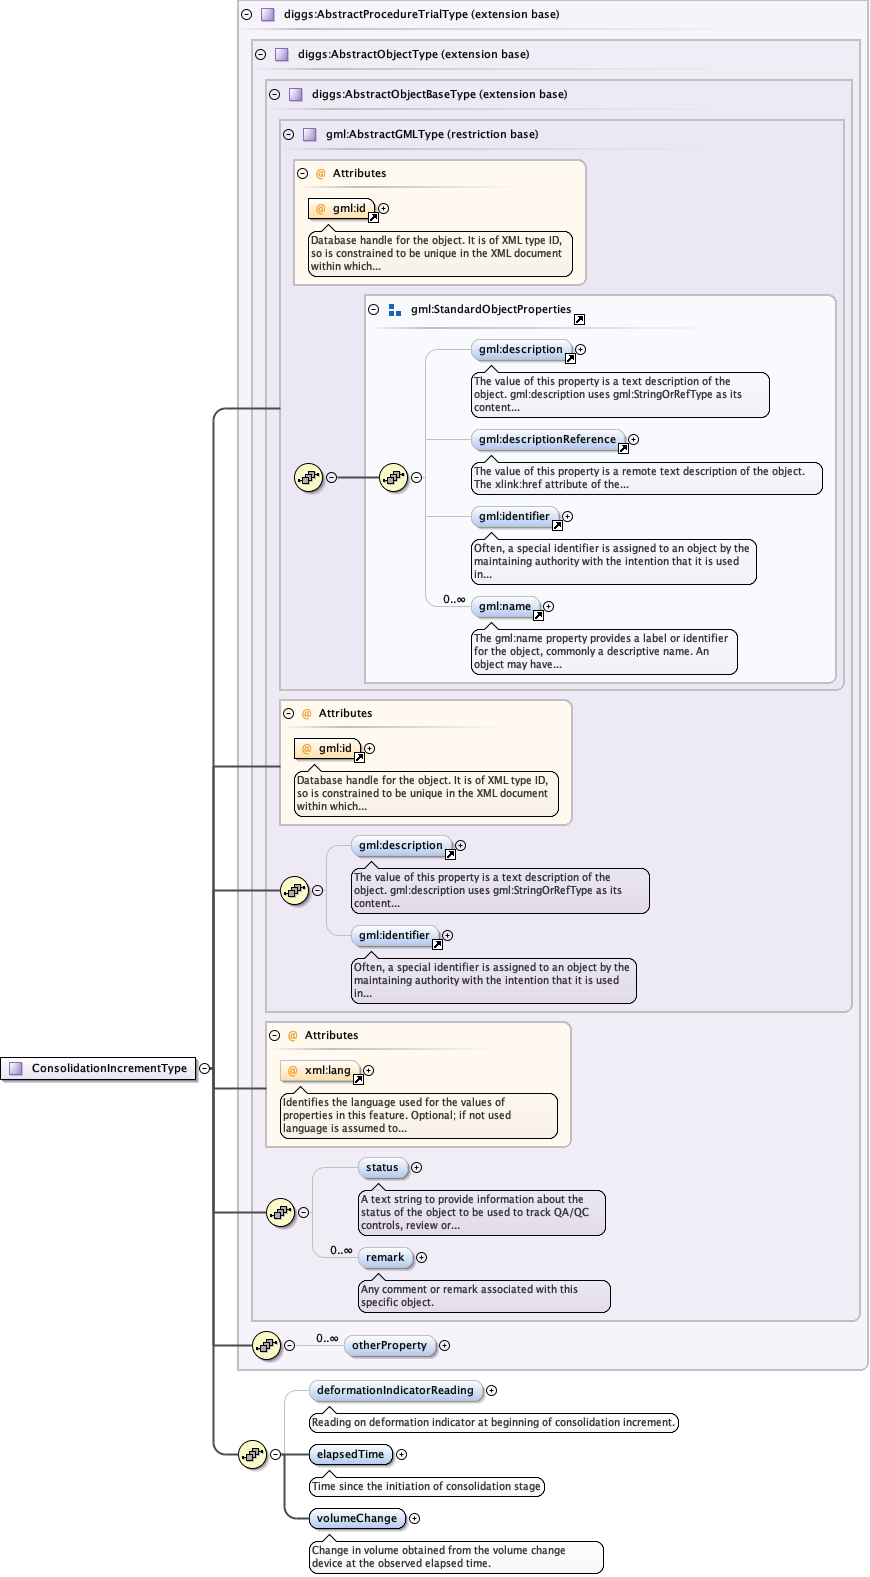 diggs:AbstractProcedureTrialType (extension base)
diggs:AbstractObjectType (extension base)
diggs:AbstractObjectBaseType (extension base)
gml:AbstractGMLType (restriction base)
@ Attributes
@ gml:id
Database handle for the object. It is of XML type ID,
so is constrained to be unique in the XML document
within which...
gml:StandardObjectProperties
gml:description
The value of this property is a text description of the
object. gml:description uses gml:StringOrRefType as its
content...
gml:descriptionReference
The value of this property is a remote text description of the object.
The xlink:href attribute of the...
gml:identifier
Often, a special identifier is assigned to an object by the
maintaining authority with the intention that it is used
in...
0..∞
gml:name
The gml:name property provides a label or identifier
for the object, commonly a descriptive name. An
object may have...
@ Attributes
@ gml:id
Database handle for the object. It is of XML type ID,
so is constrained to be unique in the XML document
within which...
gml:description
The value of this property is a text description of the
object. gml:description uses gml:StringOrRefType as its
content...
gml:identifier
Often, a special identifier is assigned to an object by the
maintaining authority with the intention that it is used
in...
@ Attributes
ConsolidationIncrementType
@ xml:lang
Identifies the language used for the values of
properties in this feature. Optional; if not used
language is assumed to...
status
A text string to provide information about the
status of the object to be used to track QA/QC
controls, review or...
0..∞
remark
Any comment or remark associated with this
specific object.
0..∞
otherProperty
deformationIndicatorReading
Reading on deformation indicator at beginning of consolidation increment.
elapsedTime
Time since the initiation of consolidation stage
volumeChange
Change in volume obtained from the volume change
device at the observed elapsed time.